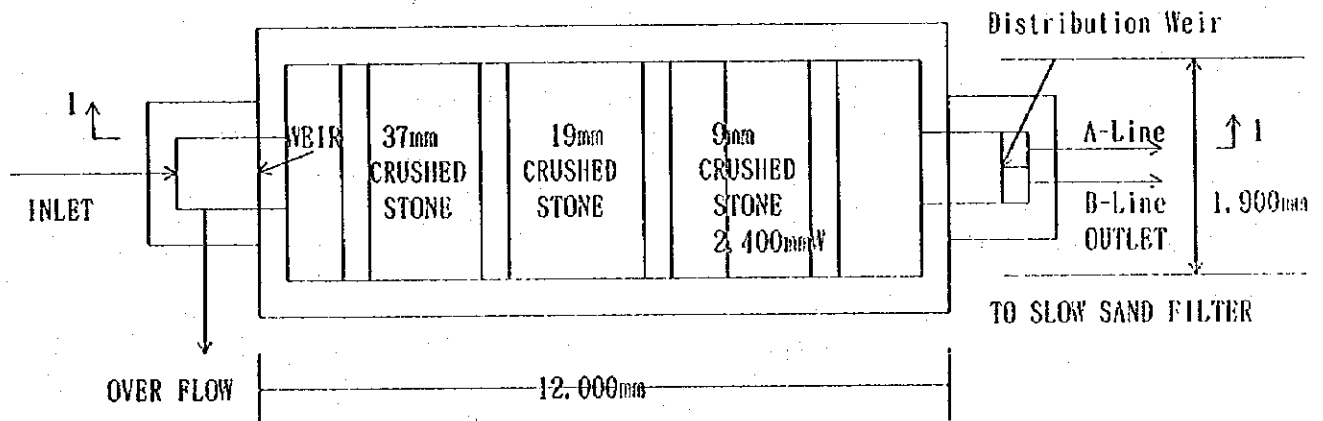 Distribution Weir
1
WEIR
37mm
CRUSHED
STONE
19mm
CRUSHED
STONE
9mm
CRUSHED
STONE
2,400mmW
A-Line
1
INLET
B-Line
OUTLET
1.900mm
TO SLOW SAND FILTER
OVER FLOW
12.000mm